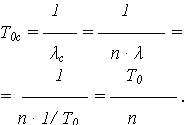 T₀c = 1 / λc = 1 / n · λ =
= 1 / n · 1/ T₀ = T₀ / n .